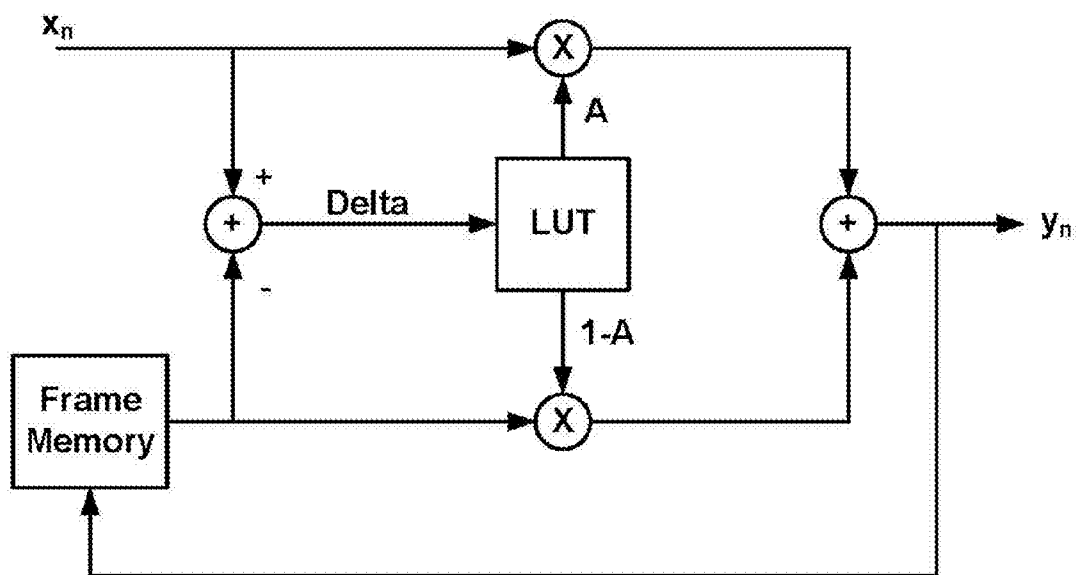 xₙ
X
A
+
+
Delta
LUT
+
yₙ
-
1-A
Frame
Memory
X